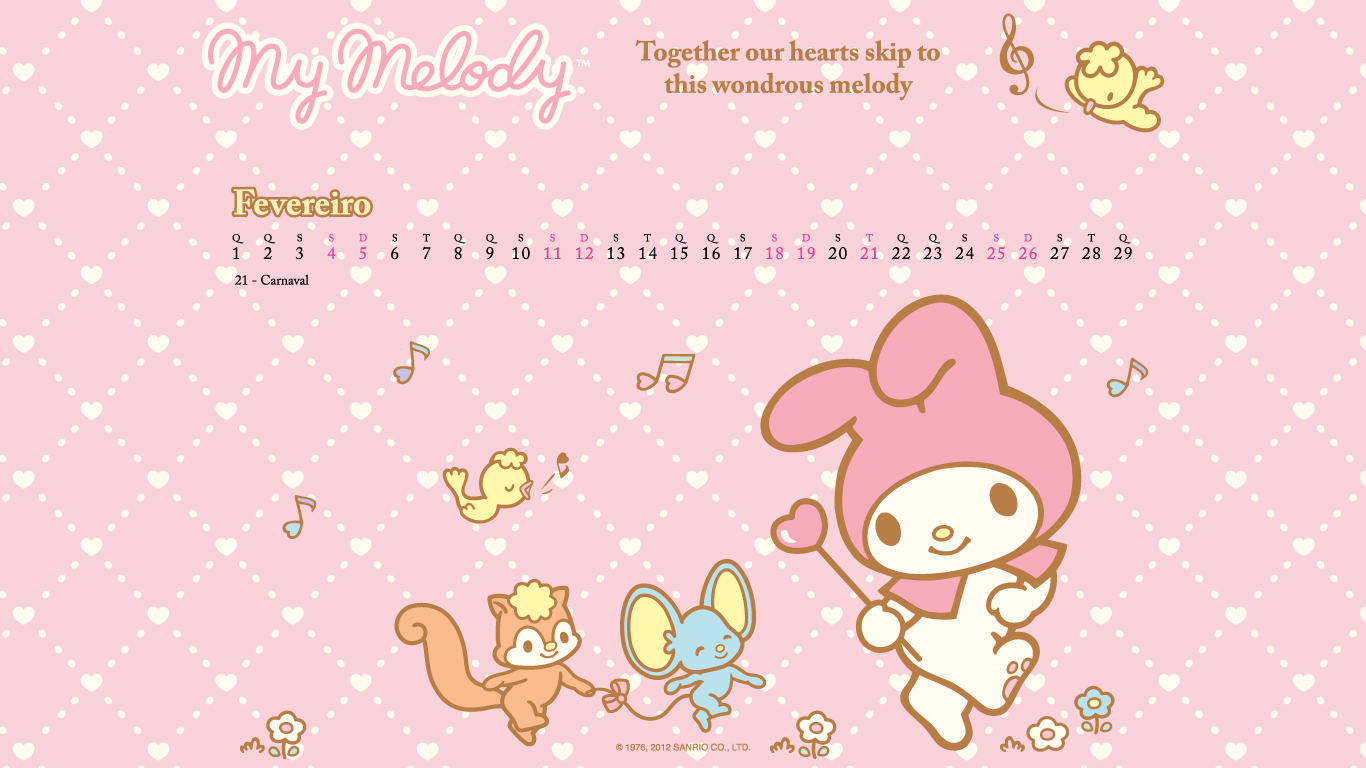 My Melody™
Together our hearts skip to
this wondrous melody
Fevereiro
Q Q S S D S T Q Q S S D S T Q Q S S D S T Q Q S S D S T Q
1 2 3 4 5 6 7 8 9 10 11 12 13 14 15 16 17 18 19 20 21 22 23 24 25 26 27 28 29
21 - Carnaval
© 1976, 2012 SANRIO CO., LTD.